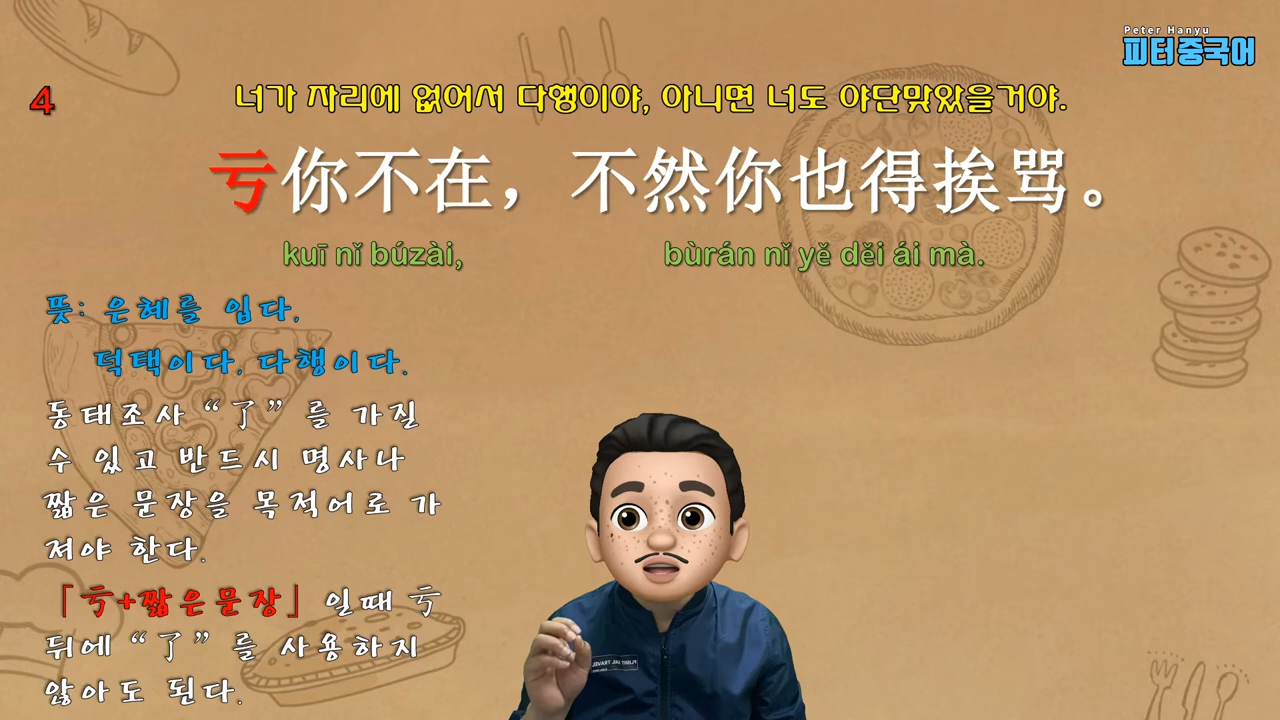 Peter Hanyu
피터중국어
4
너가 자리에 없어서 다행이야, 아니면 너도 야단맞았을거야.
亏你不在，不然你也得挨骂。
kuī nǐ búzài, bùrán nǐ yě děi ái mà.
뜻: 은혜를 입다.
덕택이다, 다행이다.
동태조사 “了” 를 가질
수 있고 반드시 명사나
짧은 문장을 목적어로 가
져야 한다.
「亏+짧은문장」 일때 亏
뒤에 “了” 를 사용하지
않아도 된다.